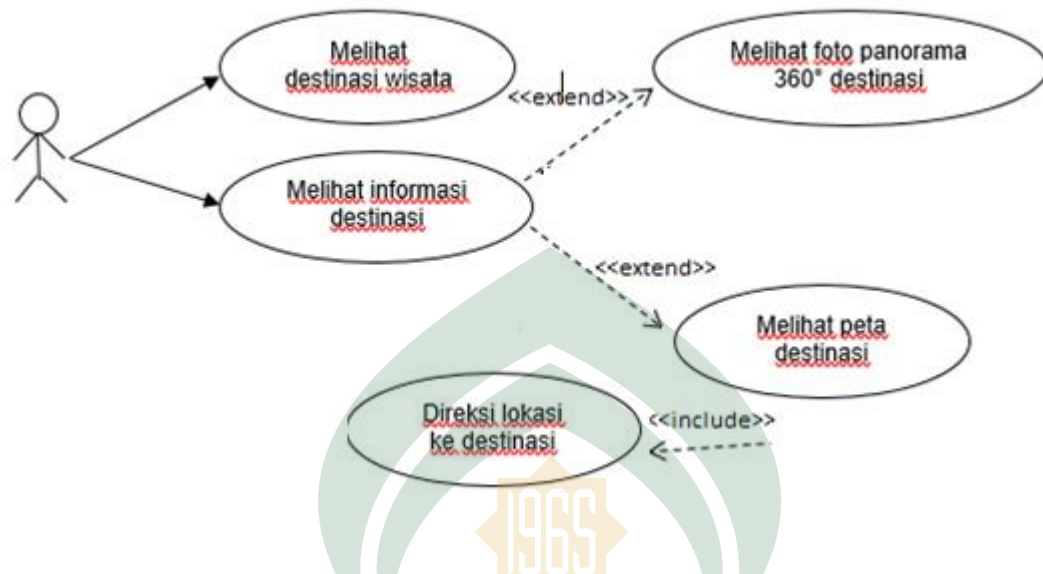 Melihat
destinasi wisata
Melihat foto panorama
360° destinasi
<<extend>>
Melihat informasi
destinasi
<<extend>>
Melihat peta
destinasi
Direksi lokasi
ke destinasi
<<include>>
1965